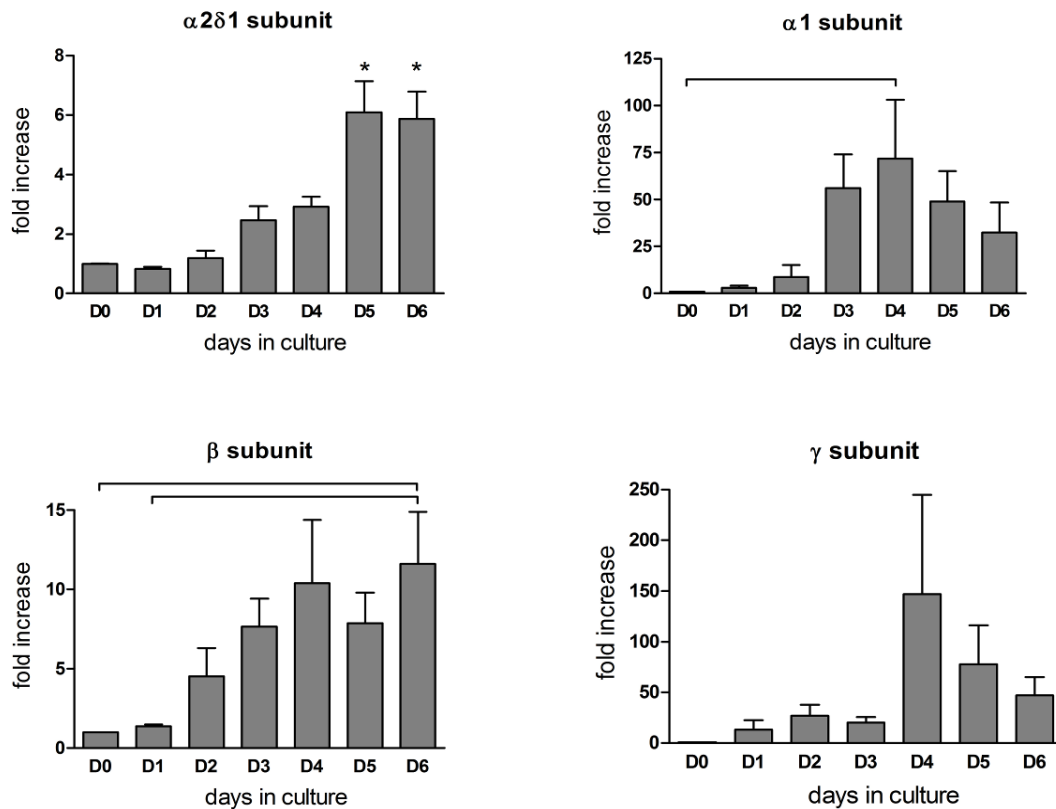 α2δ1 subunit
fold increase
8
6
4
2
0
* *
D0 D1 D2 D3 D4 D5 D6
days in culture
α1 subunit
fold increase
125
100
75
50
25
0
D0 D1 D2 D3 D4 D5 D6
days in culture
β subunit
fold increase
15
10
5
0
D0 D1 D2 D3 D4 D5 D6
days in culture
γ subunit
fold increase
250
200
150
100
50
0
D0 D1 D2 D3 D4 D5 D6
days in culture